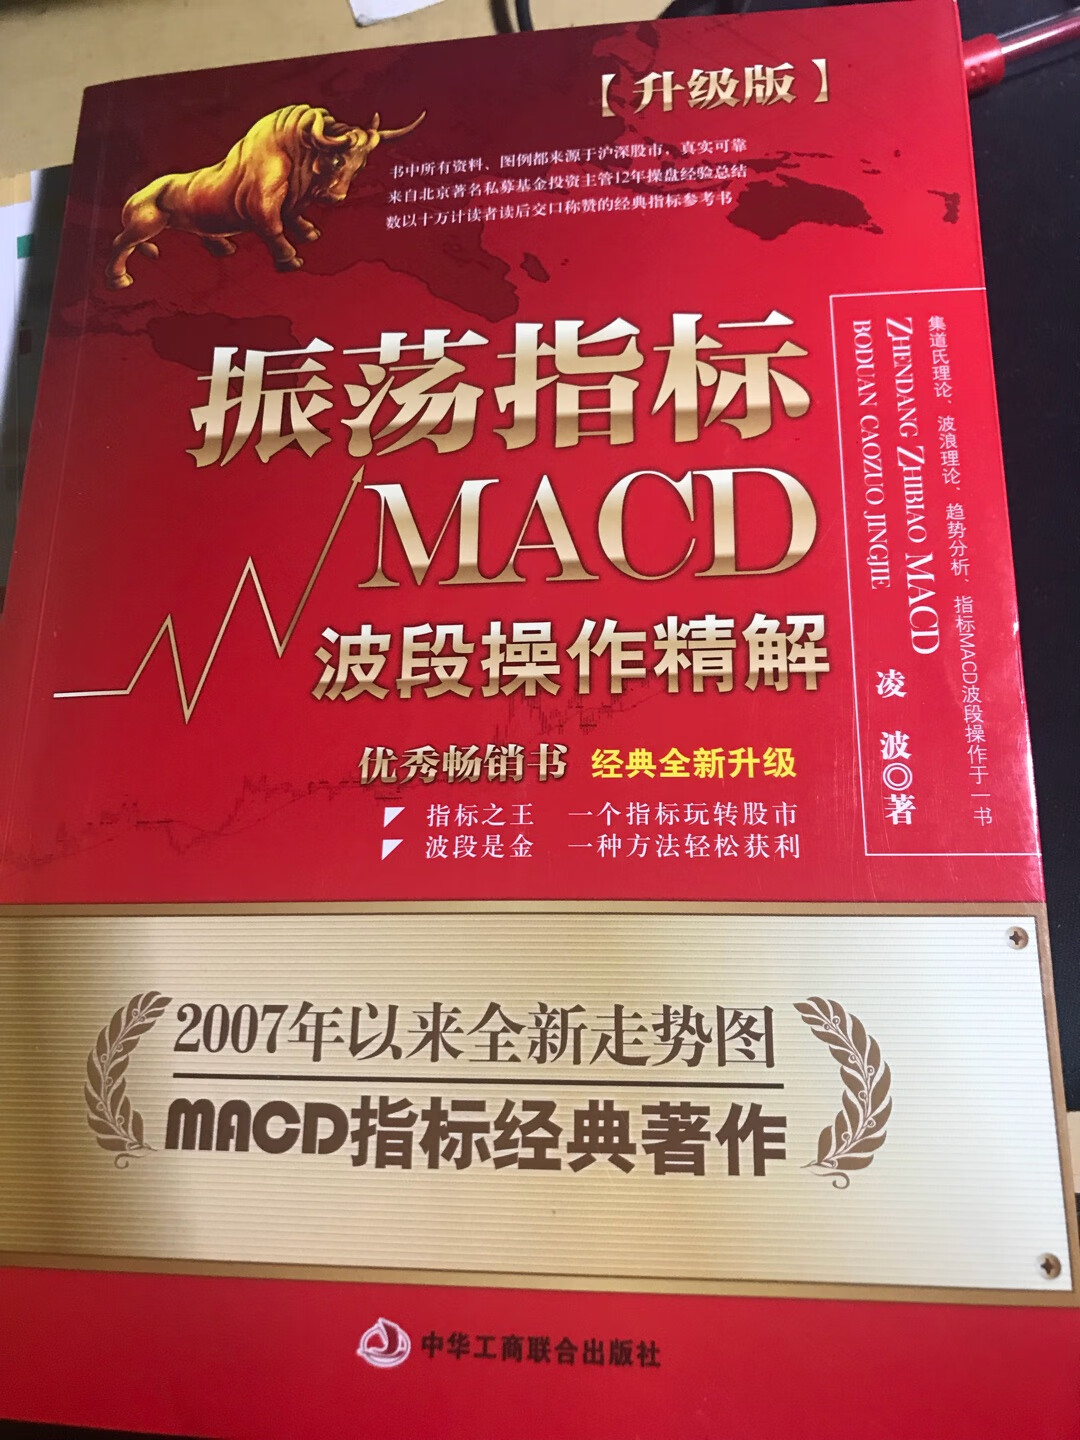 【升级版】
书中所有资料、图例都来源于沪深股市，真实可靠
来自北京著名私募基金投资主管12年操盘经验总结
数以十万计读者读后交口称赞的经典指标参考书
振荡指标
MACD
波段操作精解
集道氏理论、波浪理论、趋势分析、指标MACD波段操作于一书
ZHENDANG ZHIBIAO MACD
BODUAN CAOZUO JINGJIE
凌 波◎著
优秀畅销书 经典全新升级
指标之王 一个指标玩转股市
波段是金 一种方法轻松获利
2007年以来全新走势图
MACD指标经典著作
中华工商联合出版社